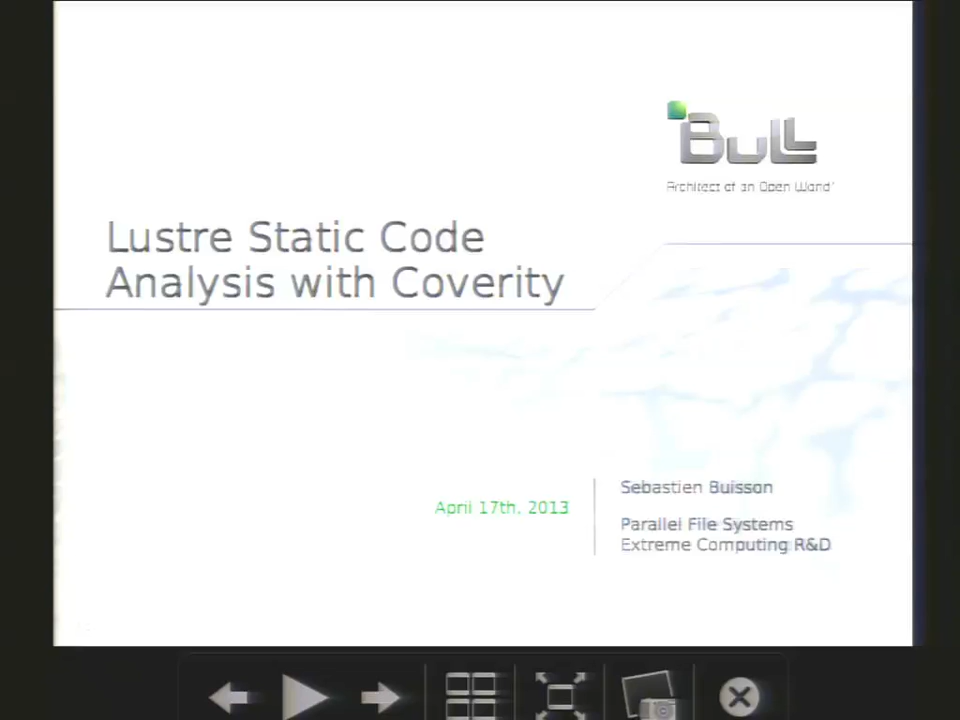 Bull
Architect of an Open World™
Lustre Static Code
Analysis with Coverity
April 17th, 2013
Sebastien Buisson
Parallel File Systems
Extreme Computing R&D